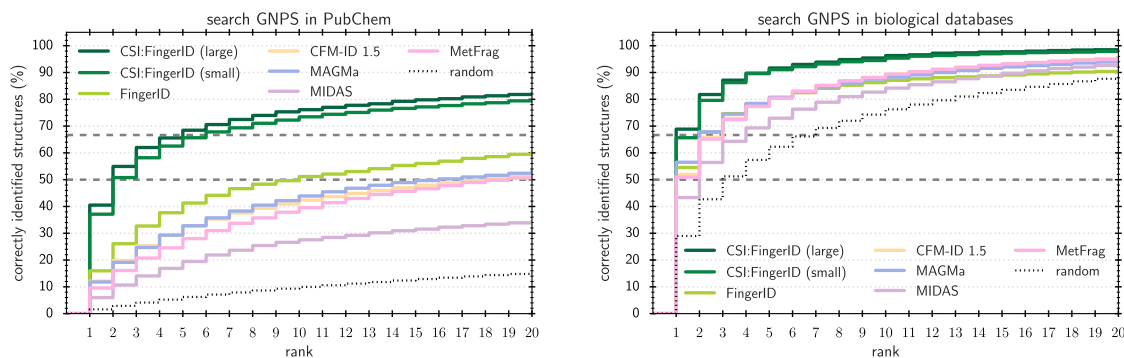 search GNPS in PubChem
correctly identified structures (%)
100
90
80
70
60
50
40
30
20
10
0
CSI:FingerID (large)
CSI:FingerID (small)
FingerID
CFM-ID 1.5
MAGMa
MIDAS
MetFrag
random
1 2 3 4 5 6 7 8 9 10 11 12 13 14 15 16 17 18 19 20
rank
search GNPS in biological databases
correctly identified structures (%)
100
90
80
70
60
50
40
30
20
10
0
CSI:FingerID (large)
CSI:FingerID (small)
FingerID
CFM-ID 1.5
MAGMa
MIDAS
MetFrag
random
1 2 3 4 5 6 7 8 9 10 11 12 13 14 15 16 17 18 19 20
rank